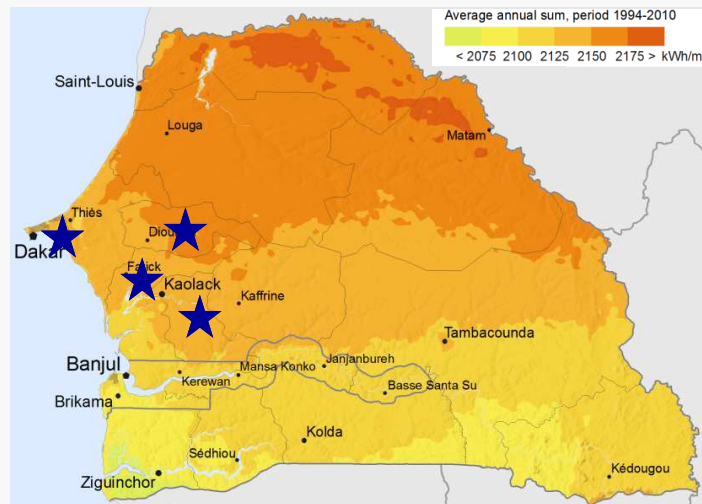 Average annual sum, period 1994-2010
< 2075 2100 2125 2150 2175 > kWh/m
Saint-Louis
Louga
Matam
Thiès
Dakar
Diou
Fatick
Kaolack
Kaffrine
Tambacounda
Banjul
Janjanbureh
Mansa Konko
Kerewan
Basse Santa Su
Brikama
Kolda
Sédhiou
Ziguinchor
Kédougou